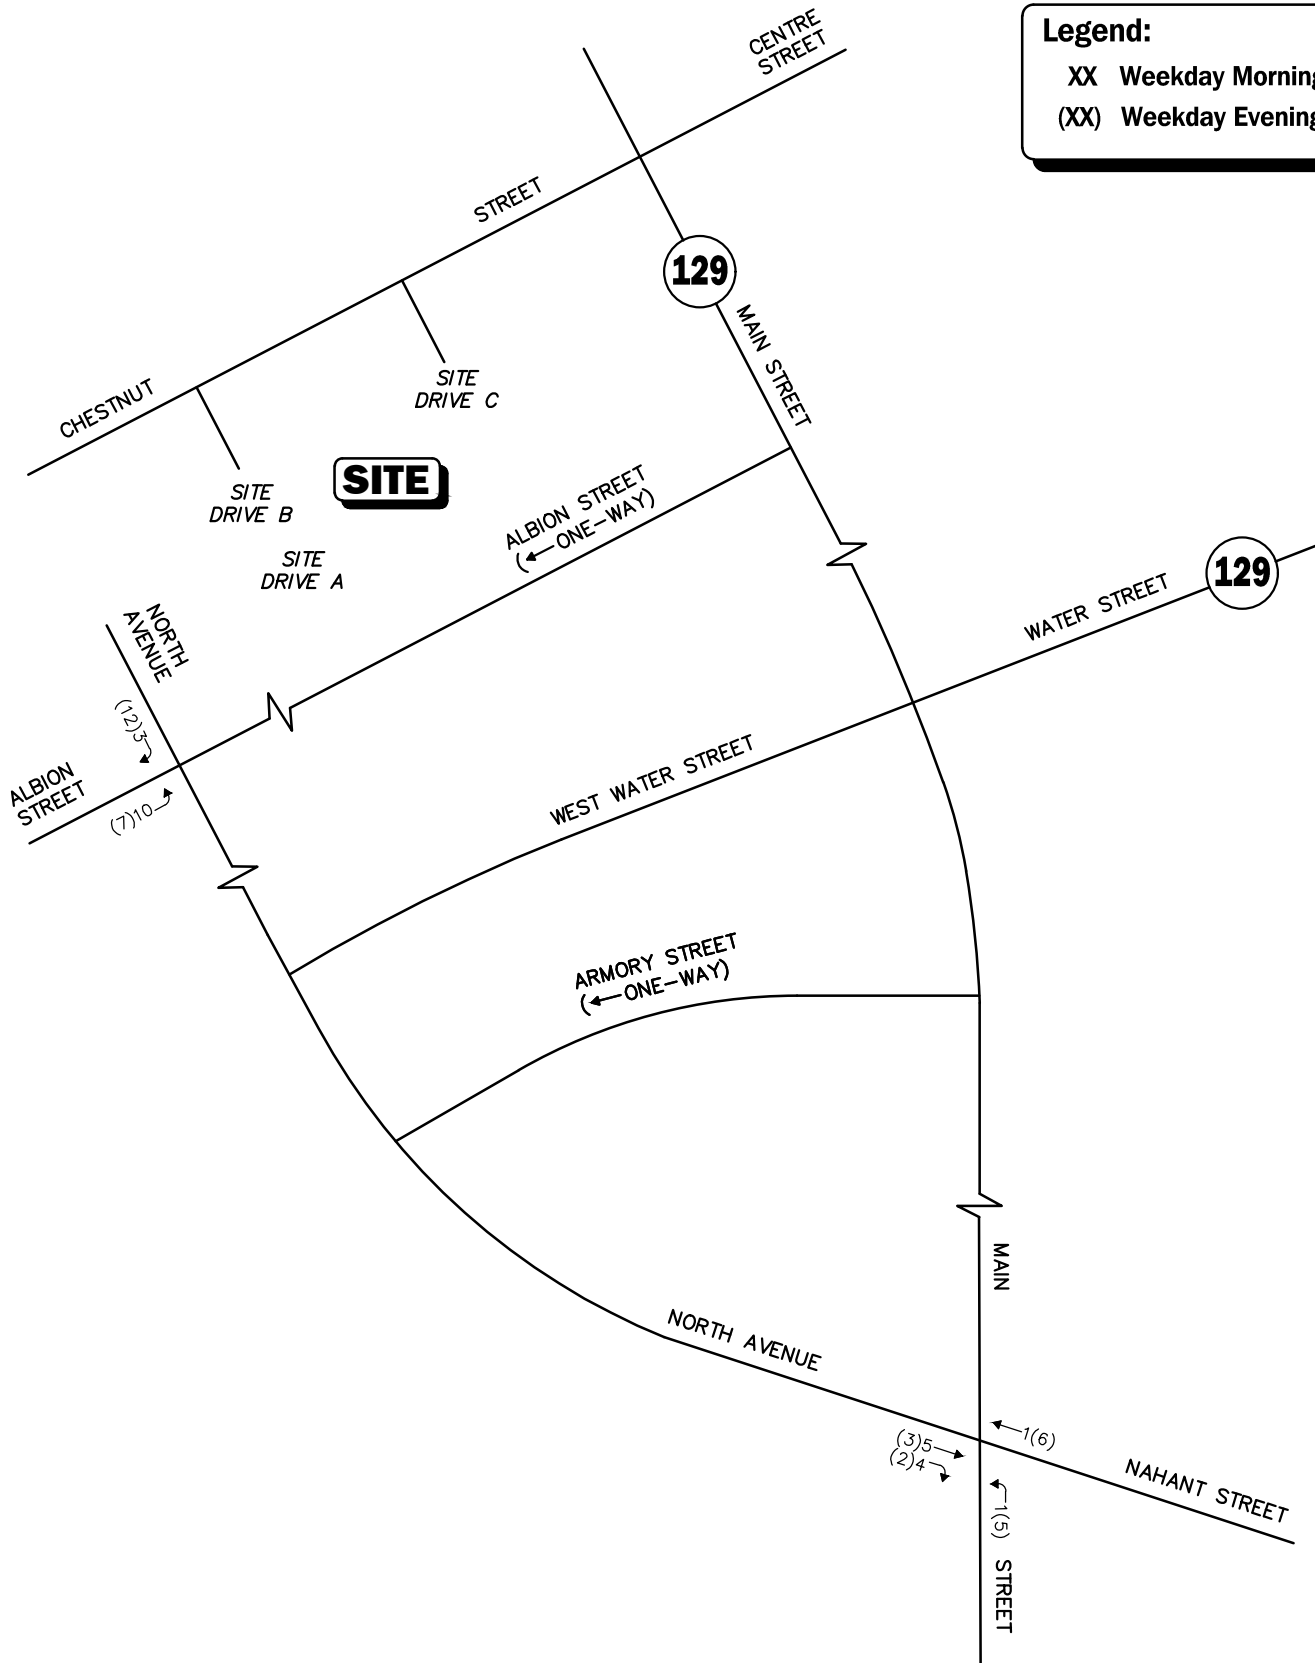 CENTRE
STREET
Legend:
XX Weekday Morning
(XX) Weekday Evening
STREET
129
MAIN STREET
SITE
DRIVE C
CHESTNUT
SITE
SITE
DRIVE B
ALBION STREET
(←ONE-WAY)
SITE
DRIVE A
129
WATER STREET
NORTH
AVENUE
(12)3
ALBION
STREET
(7)10
WEST WATER STREET
ARMORY STREET
(←ONE-WAY)
MAIN
NORTH AVENUE
1(6)
(3)5
(2)4
NAHANT STREET
1(5)
STREET